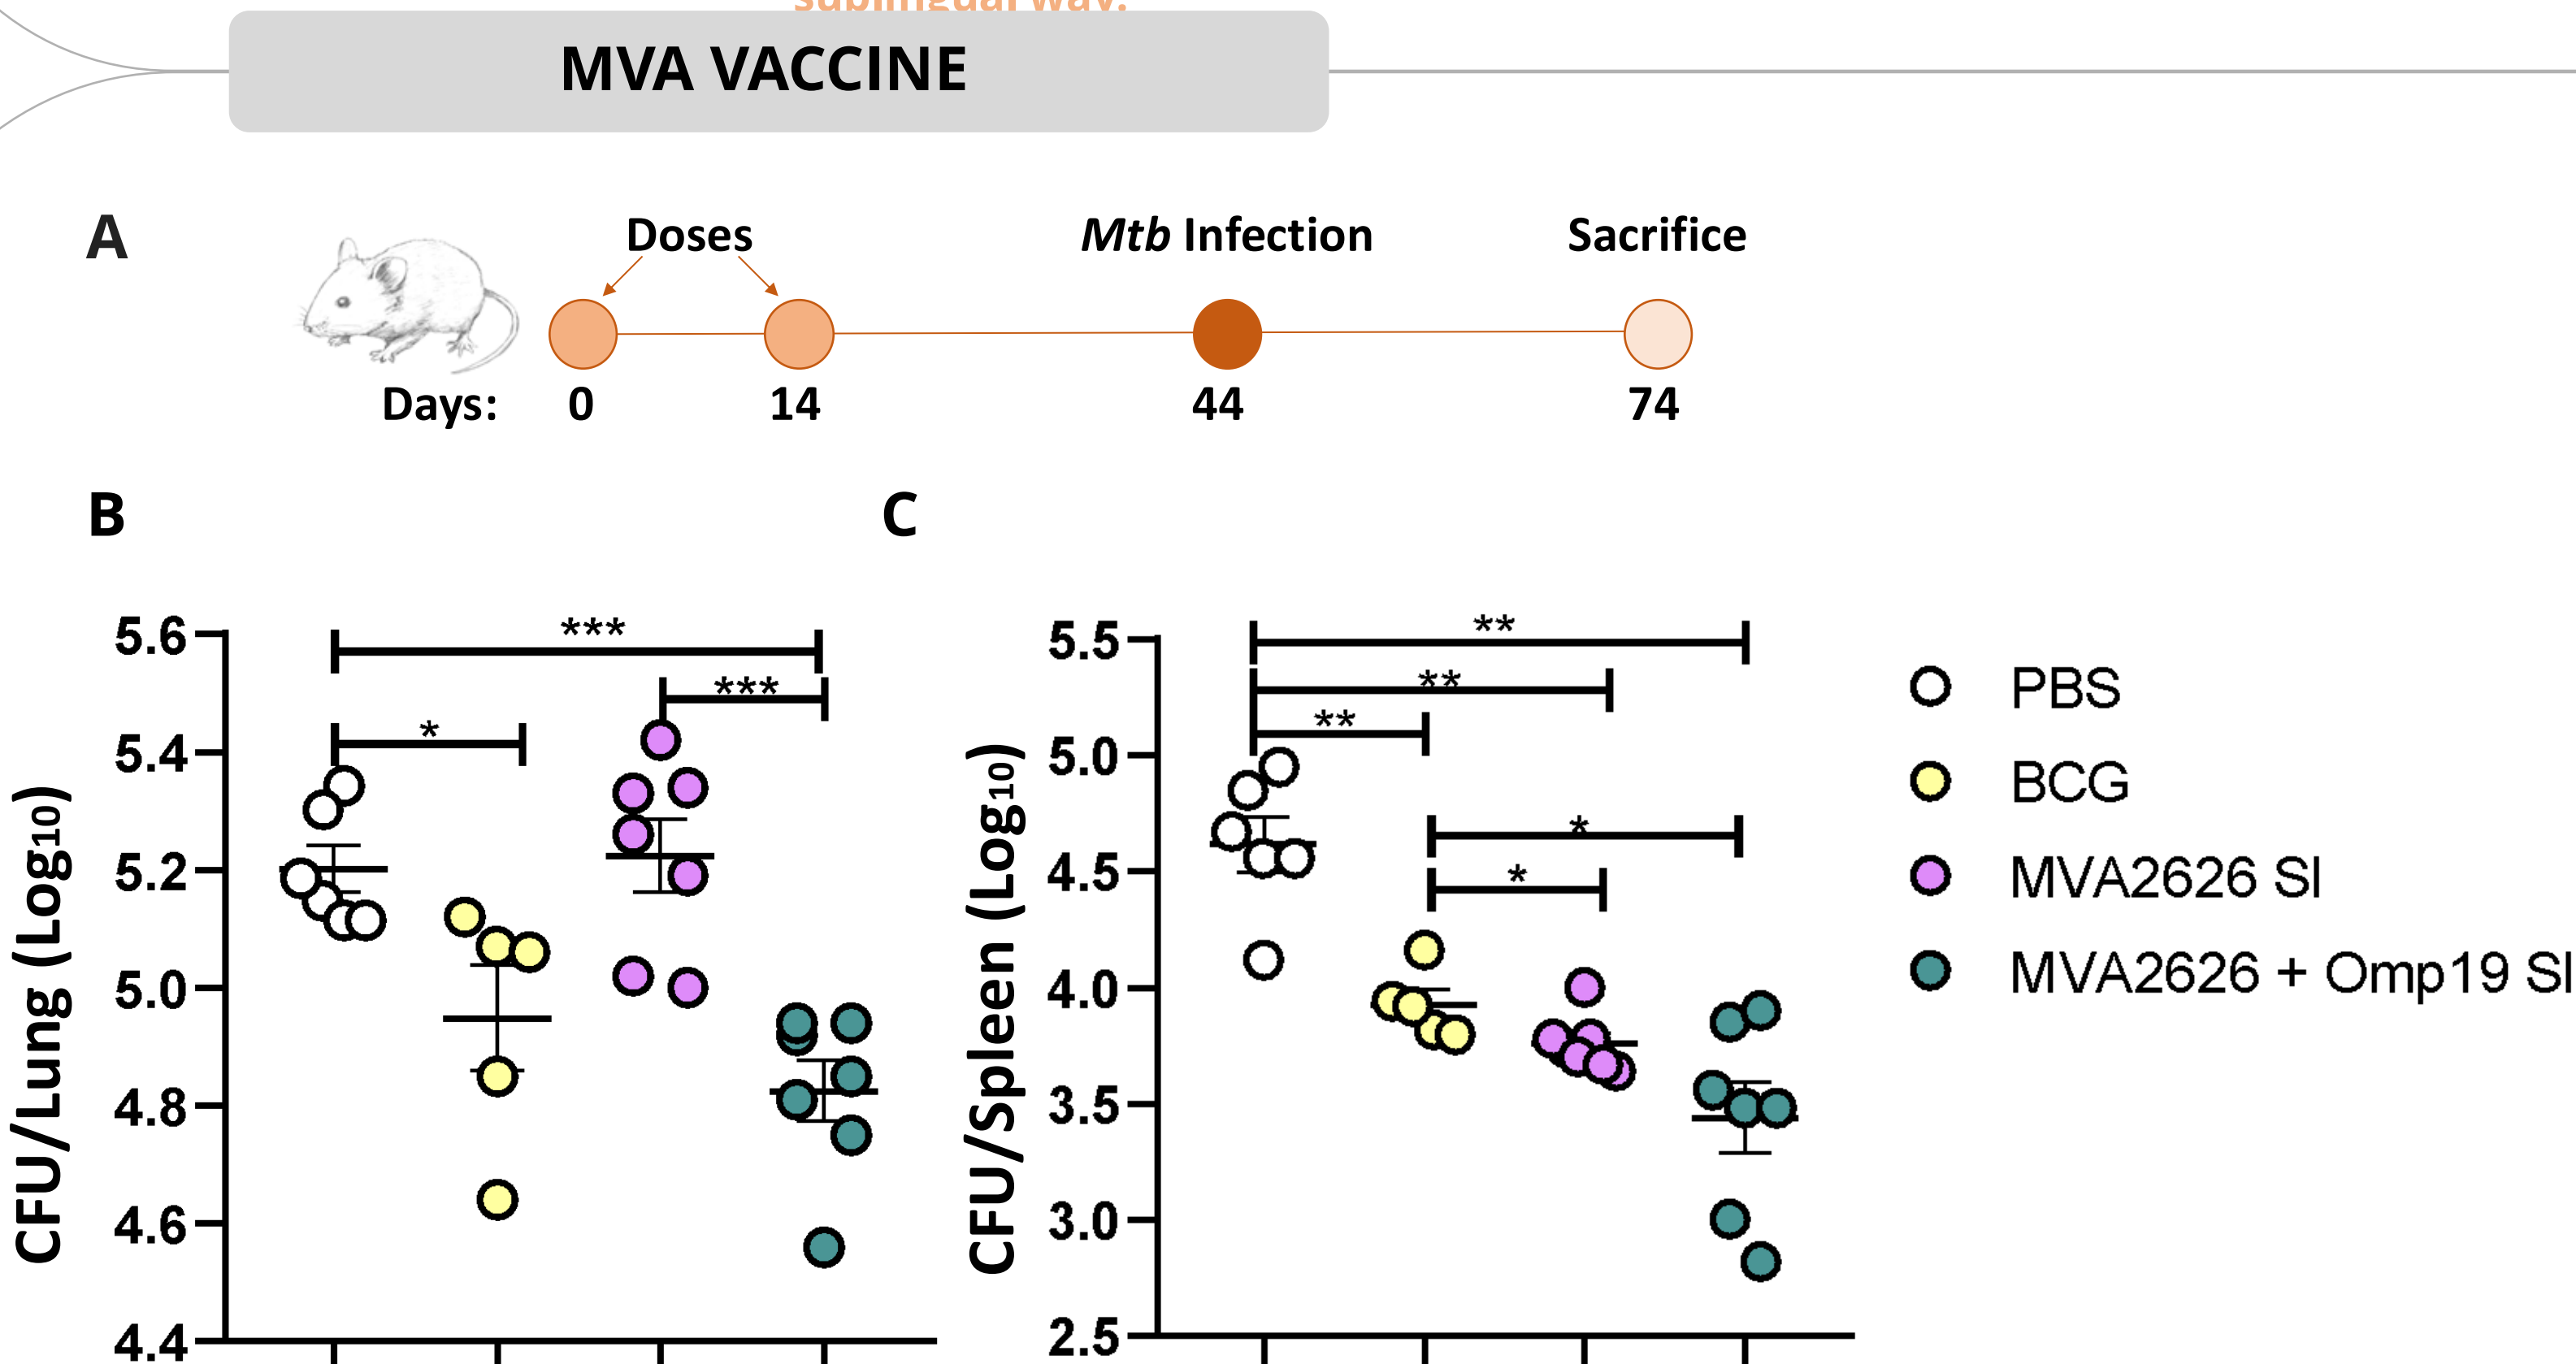 sublingual way.
MVA VACCINE
A
Doses
Mtb Infection
Sacrifice
Days: 0 14 44 74
B
CFU/Lung (Log10)
5.6
5.4
5.2
5.0
4.8
4.6
4.4
***
***
*
C
CFU/Spleen (Log10)
5.5
5.0
4.5
4.0
3.5
3.0
2.5
**
**
**
*
*
PBS
BCG
MVA2626 Sl
MVA2626 + Omp19 Sl